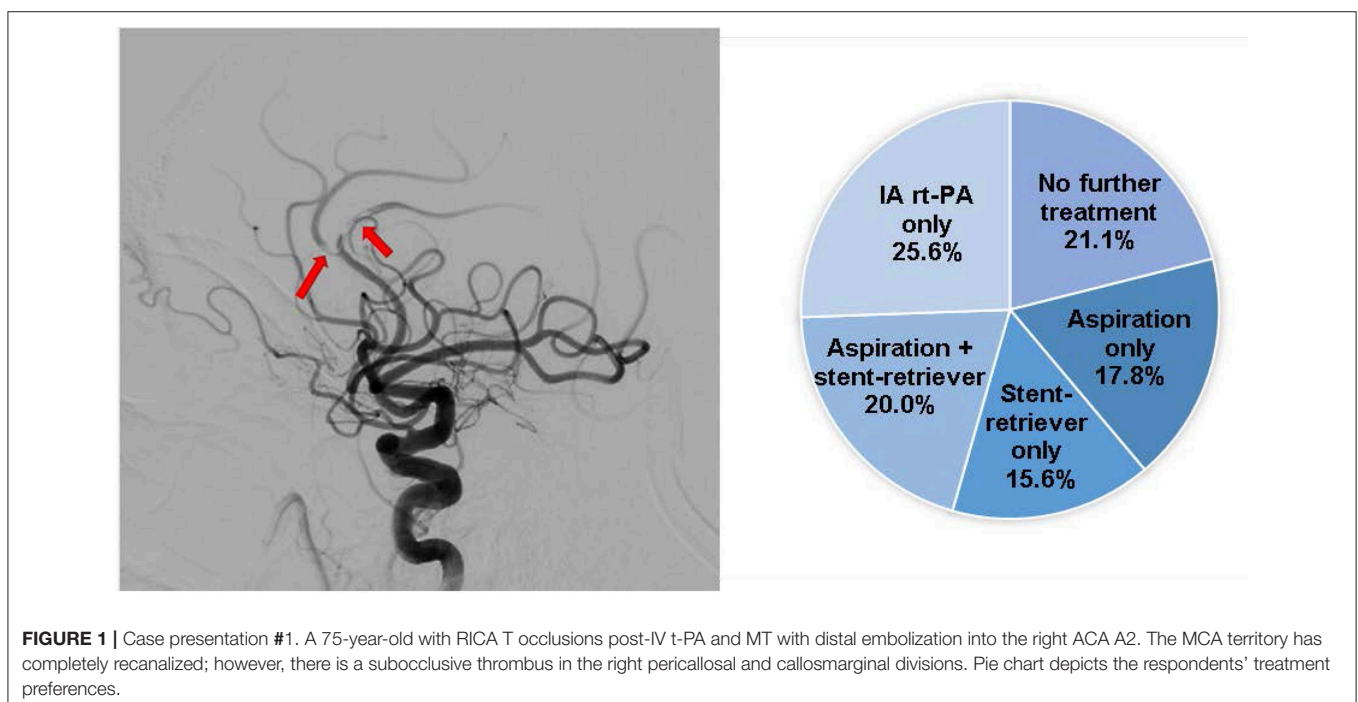 IA rt-PA
only
25.6%
No further
treatment
21.1%
Aspiration
only
17.8%
Aspiration +
stent-retriever
20.0%
Stent-
retriever
only
15.6%
FIGURE 1 | Case presentation #1. A 75-year-old with RICA T occlusions post-IV t-PA and MT with distal embolization into the right ACA A2. The MCA territory has
completely recanalized; however, there is a subocclusive thrombus in the right pericallosal and callosmarginal divisions. Pie chart depicts the respondents’ treatment
preferences.